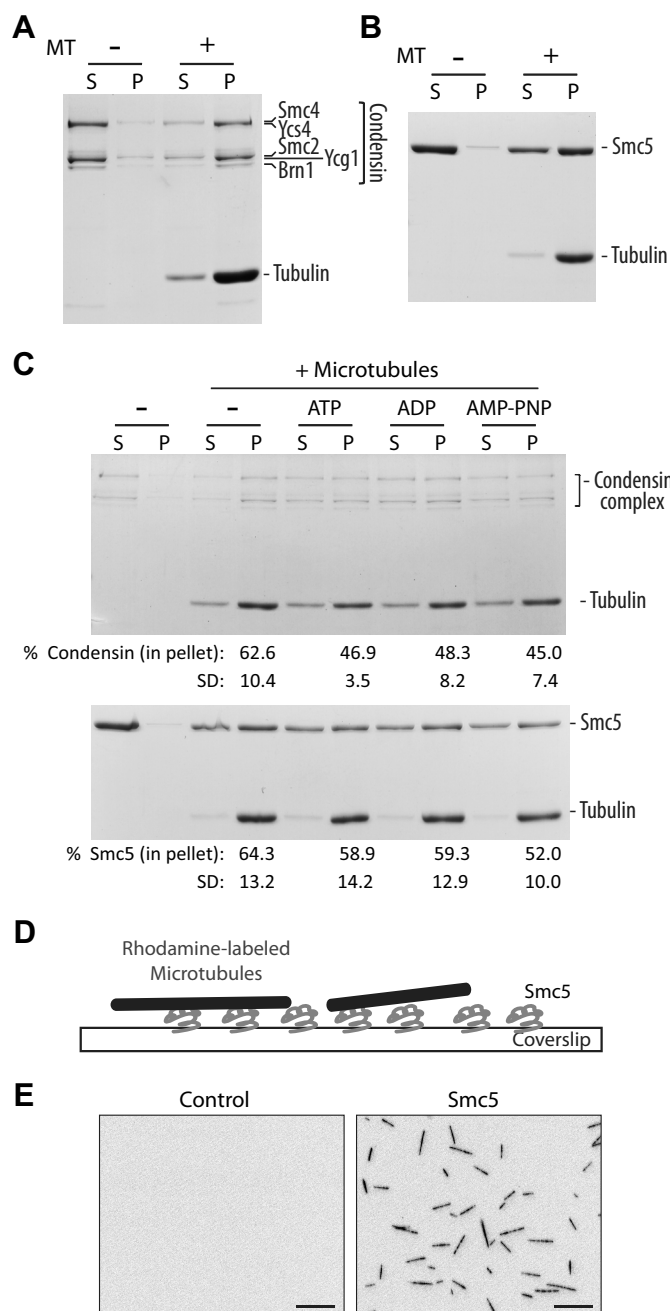 A
MT - +
S P S P
Smc4
Ycs4
Smc2
Ycg1
Brn1
Condensin
- Tubulin
B
MT - +
S P S P
- Smc5
Tubulin
C
+ Microtubules
- - ATP ADP AMP-PNP
S P S P S P S P S P
- Condensin
complex
- Tubulin
% Condensin (in pellet): 62.6 46.9 48.3 45.0
SD: 10.4 3.5 8.2 7.4
- Smc5
Tubulin
% Smc5 (in pellet): 64.3 58.9 59.3 52.0
SD: 13.2 14.2 12.9 10.0
D
Rhodamine-labeled
Microtubules
Smc5
Coverslip
E
Control Smc5